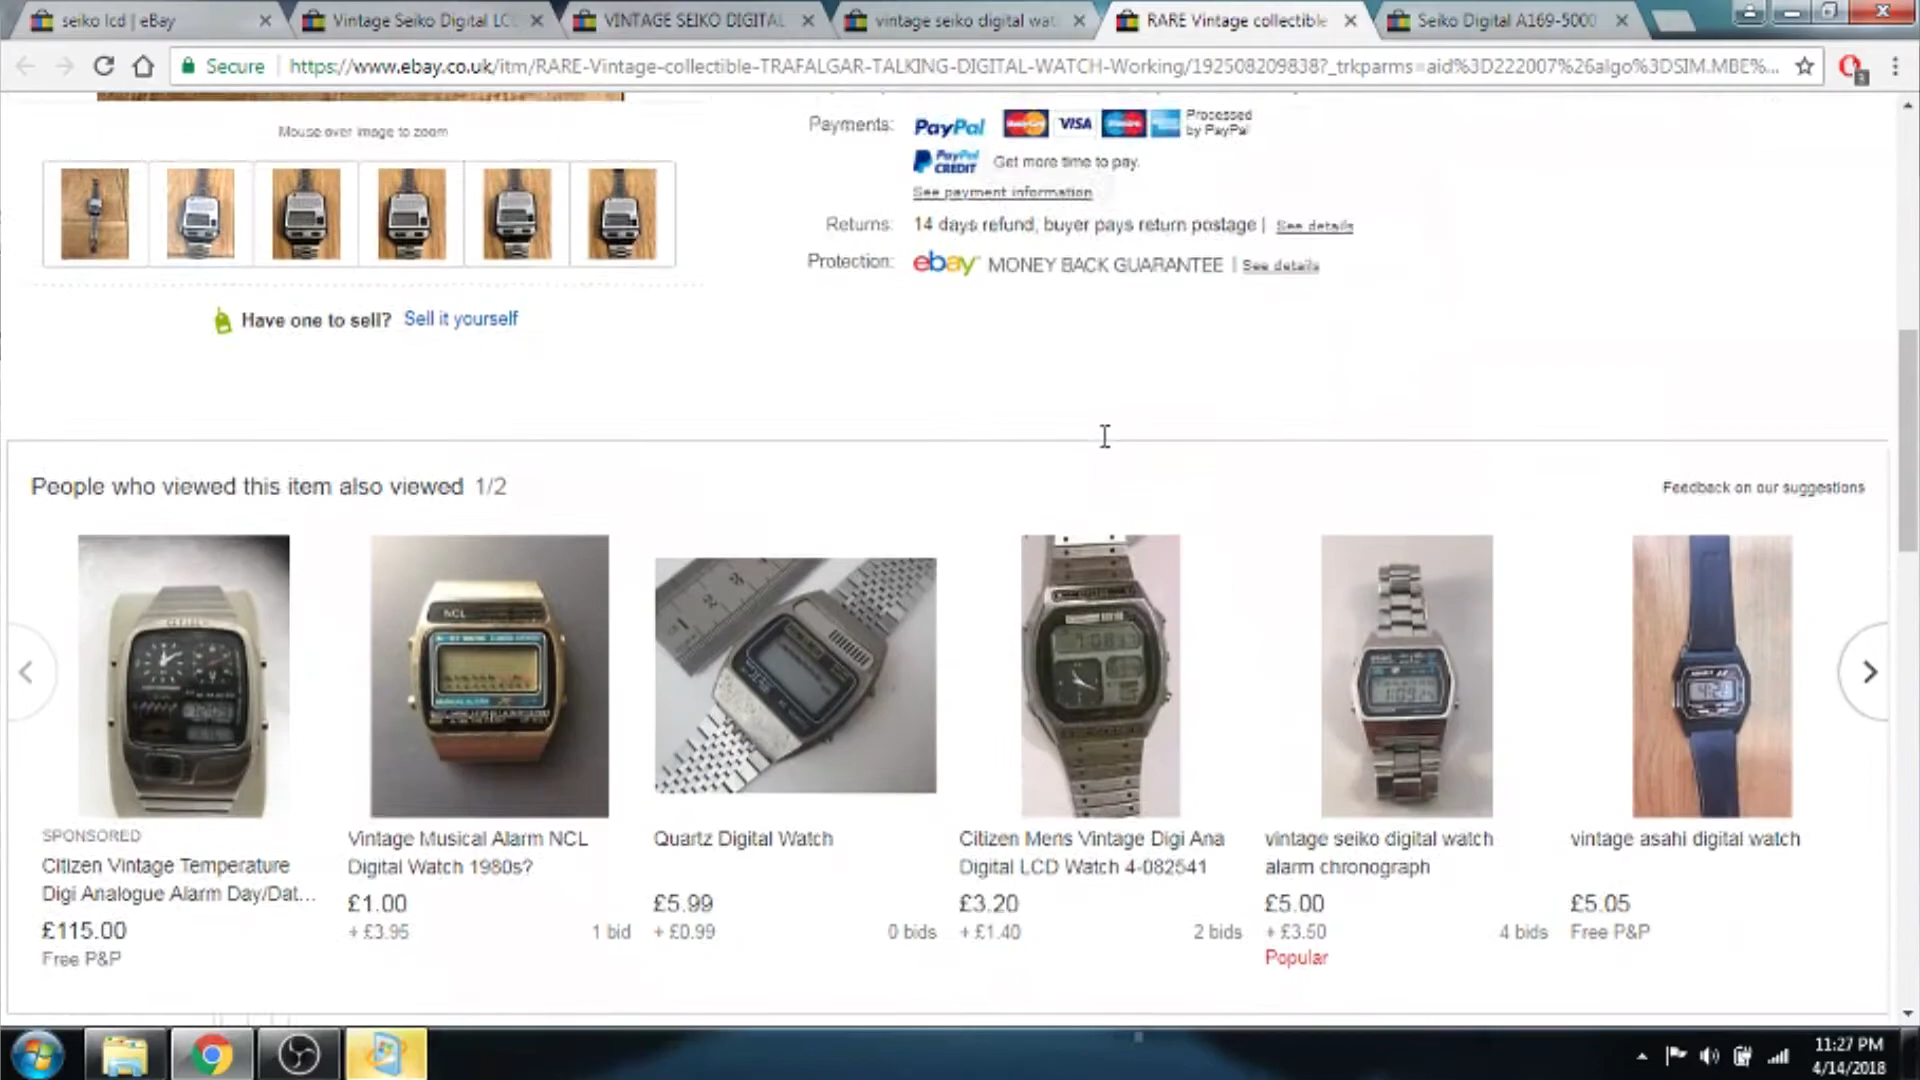 seiko lcd | eBay
Vintage Seiko Digital LC
VINTAGE SEIKO DIGITAL
vintage seiko digital wat
RARE Vintage collectible
Seiko Digital A169-5000
Secure
https://www.ebay.co.uk/itm/RARE-Vintage-collectible-TRAFALGAR-TALKING-DIGITAL-WATCH-Working/192508209838?_trkparms=aid%3D222007%26algo%3DSIM.MBE%...
Mouse over image to zoom
Payments:
PayPal
VISA
Processed
by PayPal
PayPal
CREDIT
Get more time to pay.
See payment information
Returns:
14 days refund, buyer pays return postage | See details
Protection:
ebay MONEY BACK GUARANTEE | See details
Have one to sell? Sell it yourself
People who viewed this item also viewed 1/2
Feedback on our suggestions
NCL
SPONSORED
Citizen Vintage Temperature
Digi Analogue Alarm Day/Dat...
£115.00
Free P&P
Vintage Musical Alarm NCL
Digital Watch 1980s?
£1.00
+ £3.95
1 bid
Quartz Digital Watch
£5.99
+ £0.99
0 bids
Citizen Mens Vintage Digi Ana
Digital LCD Watch 4-082541
£3.20
+ £1.40
2 bids
vintage seiko digital watch
alarm chronograph
£5.00
+ £3.50
4 bids
Popular
vintage asahi digital watch
£5.05
Free P&P
11:27 PM
4/14/2018